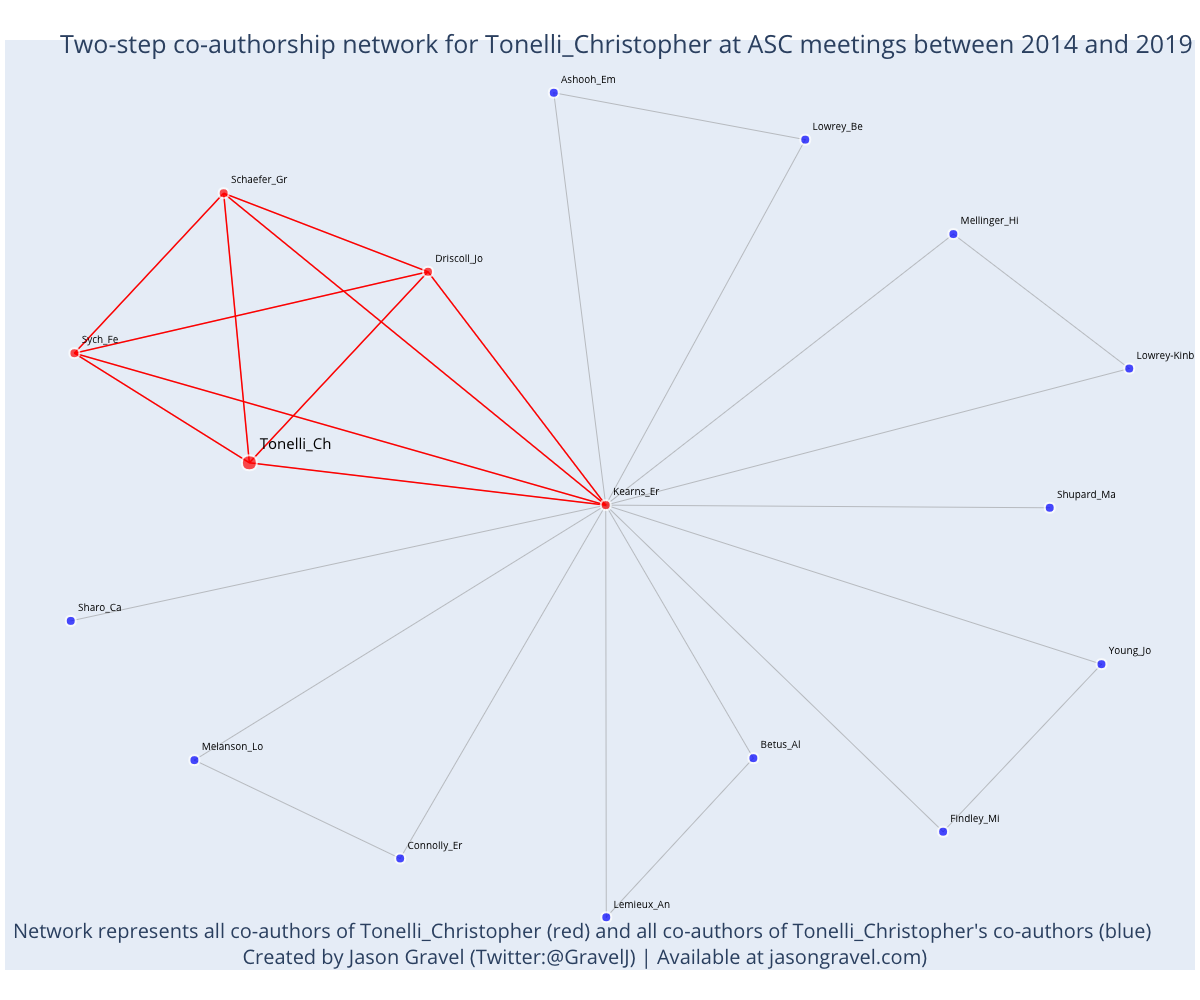 Two-step co-authorship network for Tonelli_Christopher at ASC meetings between 2014 and 2019
Ashooh_Em
Lowrey_Be
Schaefer_Gr
Mellinger_Hi
Driscoll_Jo
Sych_Fe
Lowrey-Kinb
Tonelli_Ch
Kearns_Er
Shupard_Ma
Sharo_Ca
Young_Jo
Melanson_Lo
Betus_Al
Findley_Mi
Connolly_Er
Lemieux_An
Network represents all co-authors of Tonelli_Christopher (red) and all co-authors of Tonelli_Christopher's co-authors (blue)
Created by Jason Gravel (Twitter:@GravelJ) | Available at jasongravel.com)